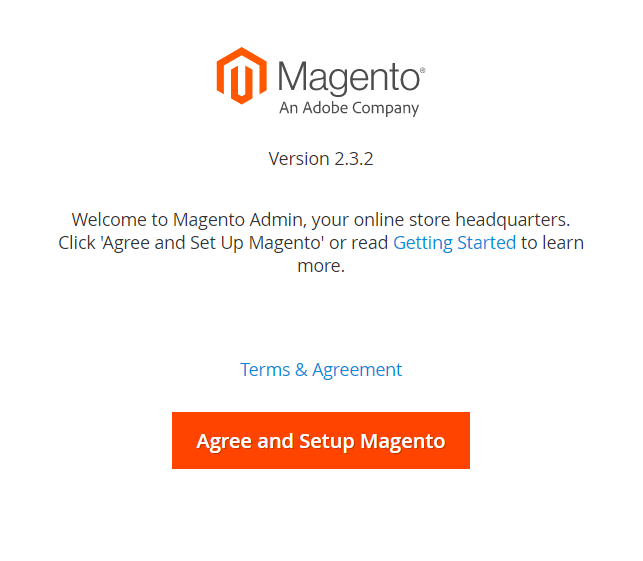 Magento®
An Adobe Company
Version 2.3.2
Welcome to Magento Admin, your online store headquarters.
Click 'Agree and Set Up Magento' or read Getting Started to learn
more.
Terms & Agreement
Agree and Setup Magento